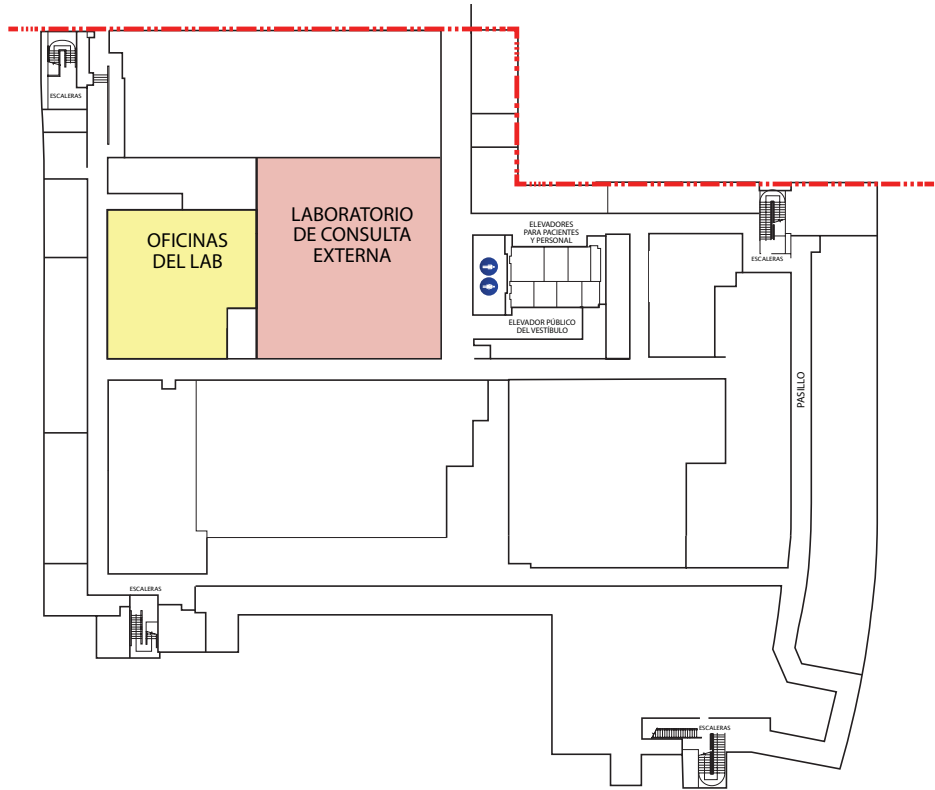 ESCALERAS
LABORATORIO
DE CONSULTA
EXTERNA
OFICINAS
DEL LAB
ELEVADORES
PARA PACIENTES
Y PERSONAL
ESCALERAS
ELEVADOR PÚBLICO
DEL VESTÍBULO
PASILLO
ESCALERAS
ESCALERAS